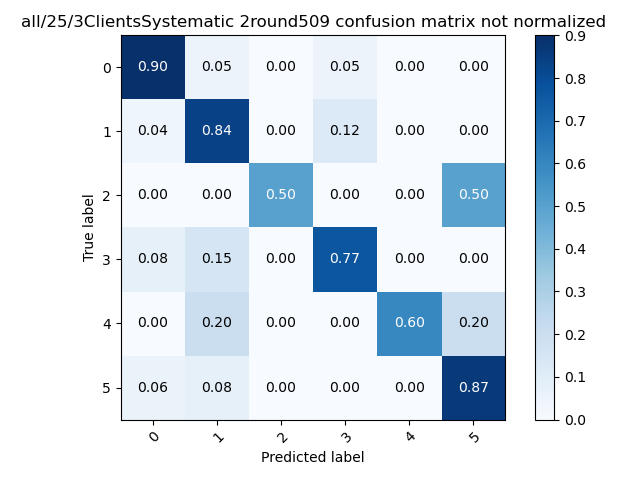 all/25/3ClientsSystematic 2round509 confusion matrix not normalized
0 0.90 0.05 0.00 0.05 0.00 0.00
1 0.04 0.84 0.00 0.12 0.00 0.00
2 0.00 0.00 0.50 0.00 0.00 0.50
3 0.08 0.15 0.00 0.77 0.00 0.00
4 0.00 0.20 0.00 0.00 0.60 0.20
5 0.06 0.08 0.00 0.00 0.00 0.87
0 1 2 3 4 5
True label
Predicted label
0.9
0.8
0.7
0.6
0.5
0.4
0.3
0.2
0.1
0.0